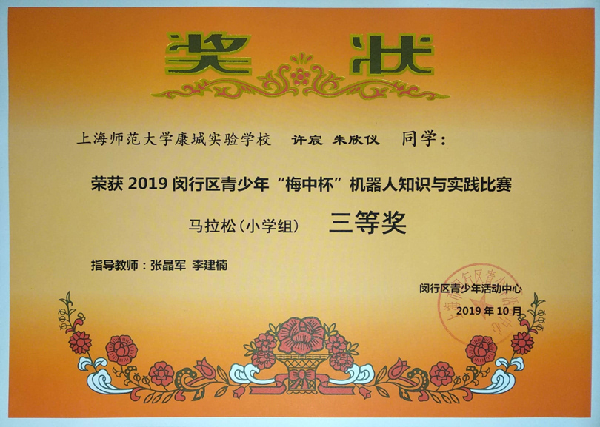 奖 状
上海师范大学康城实验学校 许宸 朱欣仪 同学：
荣获 2019 闵行区青少年“梅中杯”机器人知识与实践比赛
马拉松(小学组) 三等奖
指导教师：张晶军 李建楠
闵行区青少年活动中心
2019 年 10 月